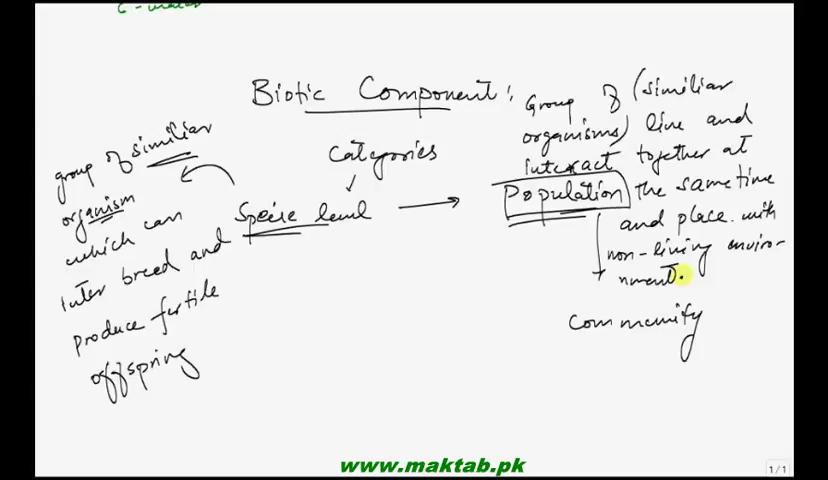 Biotic Component:
Categories
Speise level
group of similiar
organism
which can
Inter breed and
Produce fertile
offspring
Group of (similiar
organisms) live and
interact together at
Population the same time
and place. with
non-living enviro-
nment.
Community
www.maktab.pk
1/1